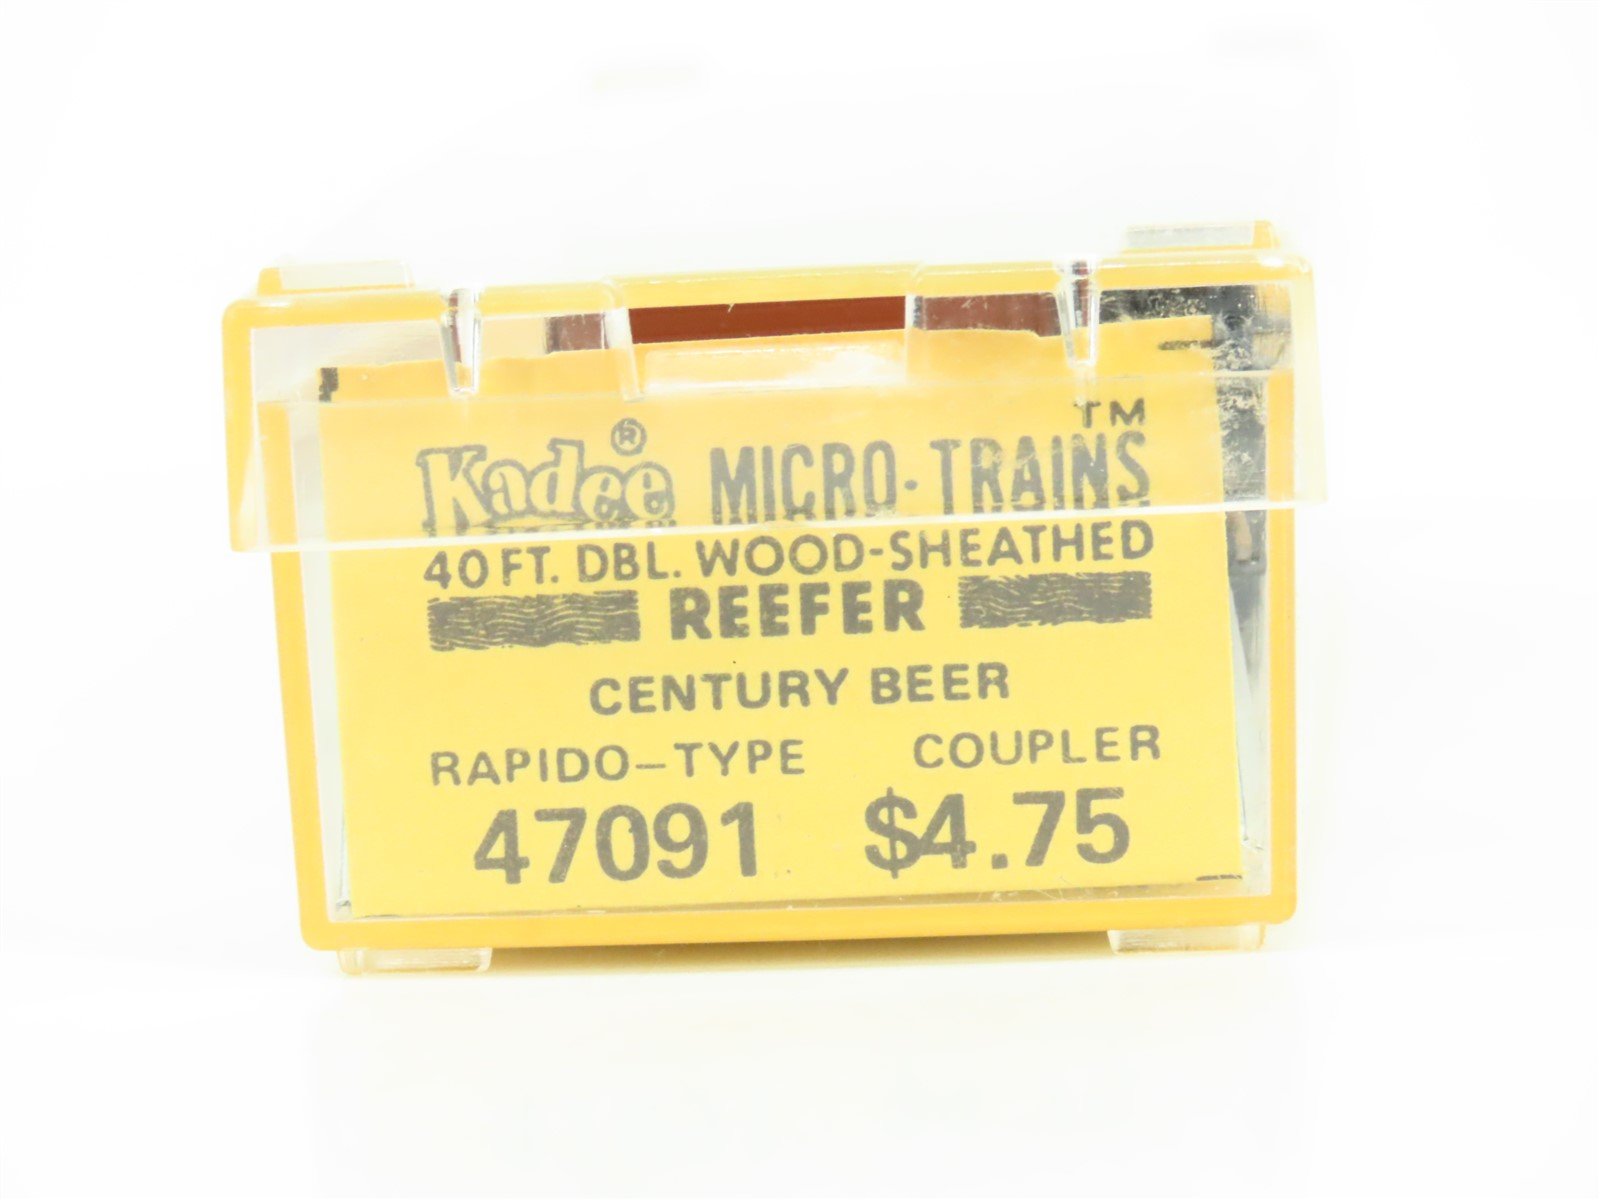 Kadee® MICRO-TRAINS™
40 FT. DBL. WOOD-SHEATHED
REEFER
CENTURY BEER
RAPIDO-TYPE COUPLER
47091 $4.75